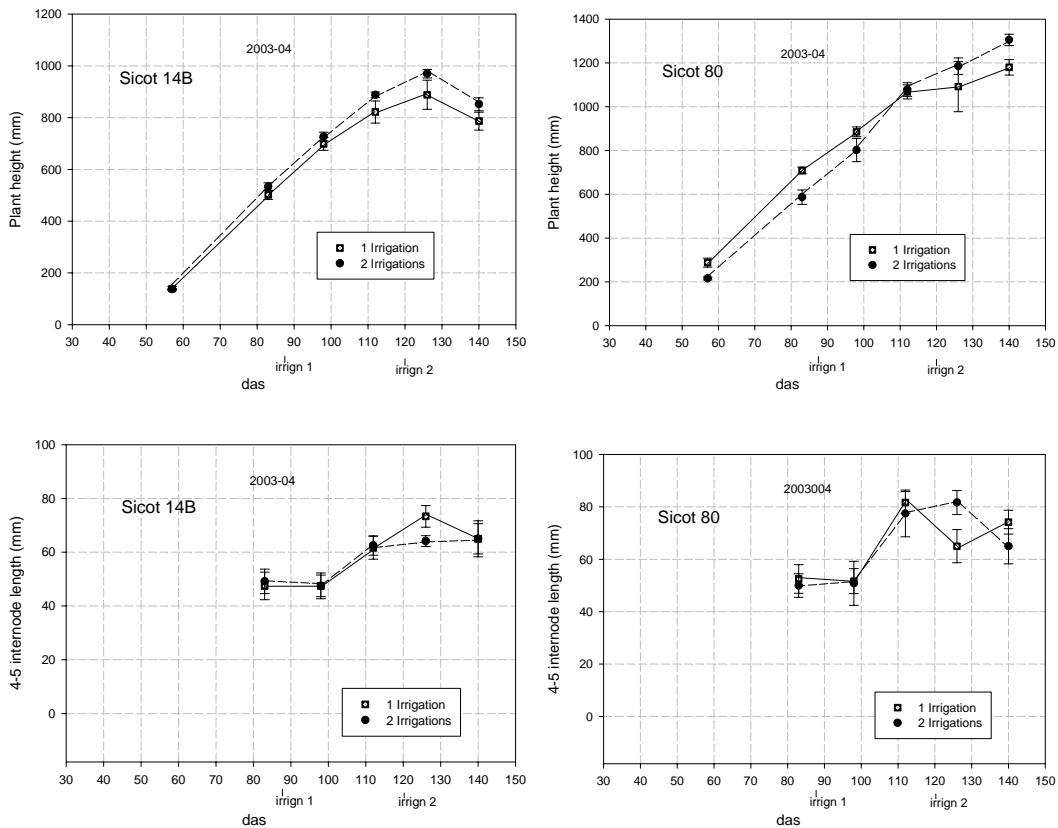 1200
1000
800
600
400
200
0
Plant height (mm)
2003-04
Sicot 14B
1 Irrigation
2 Irrigations
30 40 50 60 70 80 90 100 110 120 130 140 150
irrign 1 irrign 2
das
1400
1200
1000
800
600
400
200
0
Plant height (mm)
2003-04
Sicot 80
1 Irrigation
2 Irrigations
30 40 50 60 70 80 90 100 110 120 130 140 150
irrign 1 irrign 2
das
100
80
60
40
20
0
4-5 internode length (mm)
2003-04
Sicot 14B
1 Irrigation
2 Irrigations
30 40 50 60 70 80 90 100 110 120 130 140 150
irrign 1 irrign 2
das
100
80
60
40
20
0
4-5 internode length (mm)
2003004
Sicot 80
1 Irrigation
2 Irrigations
30 40 50 60 70 80 90 100 110 120 130 140 150
irrign 1 irrign 2
das